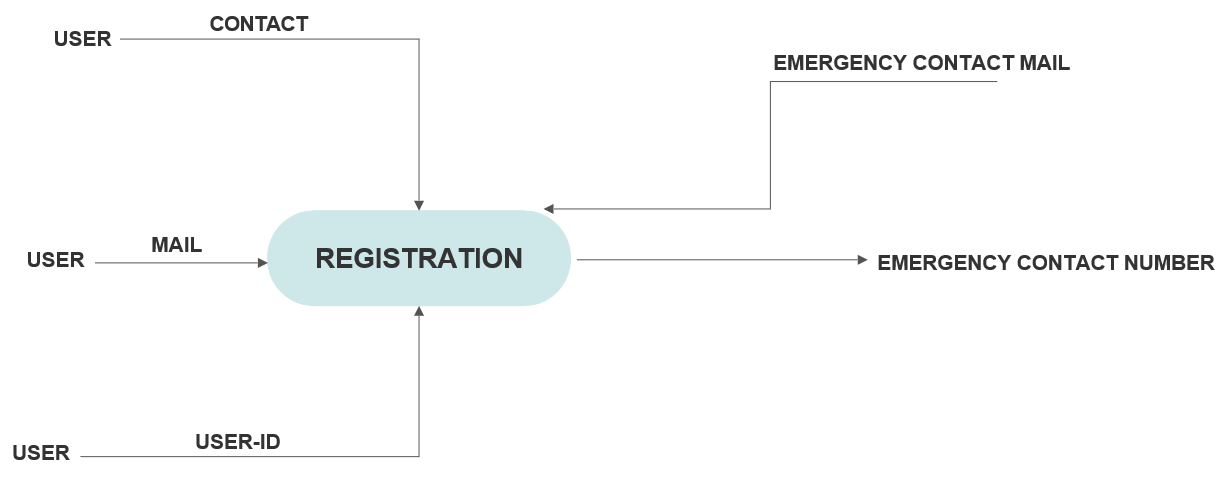 CONTACT
USER
EMERGENCY CONTACT MAIL
MAIL
USER
REGISTRATION
EMERGENCY CONTACT NUMBER
USER-ID
USER